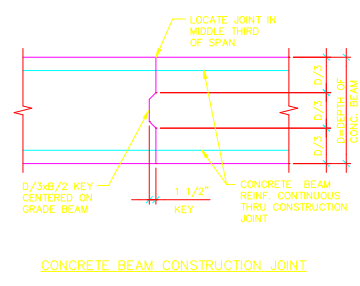 LOCATE JOINT IN
MIDDLE THIRD
OF SPAN
D/3
D/3
D/3
D=DEPTH OF
CONC. BEAM
D/3xB/2 KEY
CENTERED ON
GRADE BEAM
1 1/2"
KEY
CONCRETE BEAM
REINF. CONTINUOUS
THRU CONSTRUCTION
JOINT
CONCRETE BEAM CONSTRUCTION JOINT